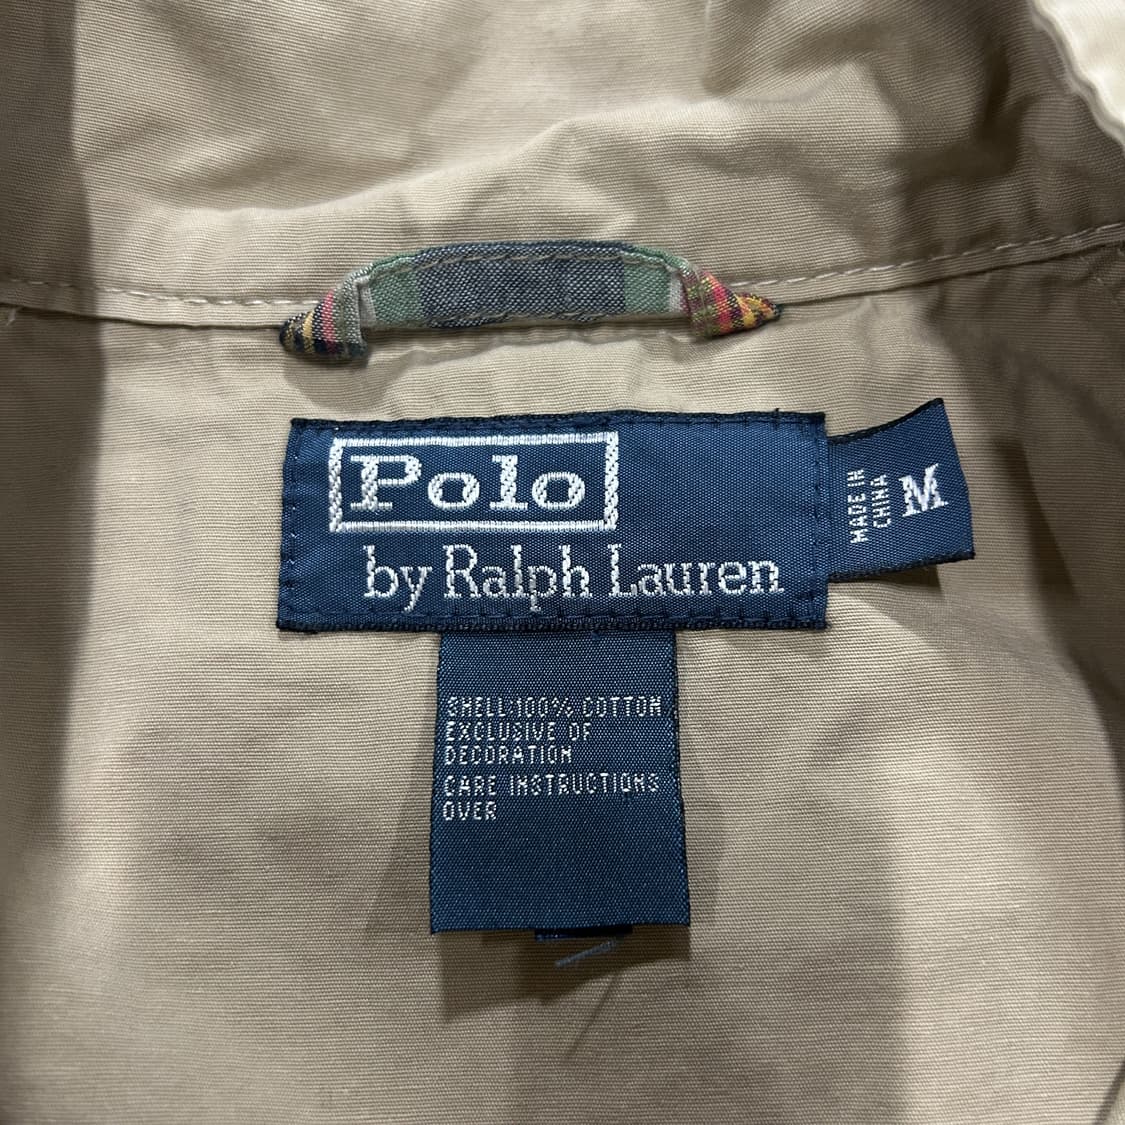 Polo
by Ralph Lauren
MADE IN
CHINA
M
SHELL:100% COTTON
EXCLUSIVE OF
DECORATION
CARE INSTRUCTIONS
OVER